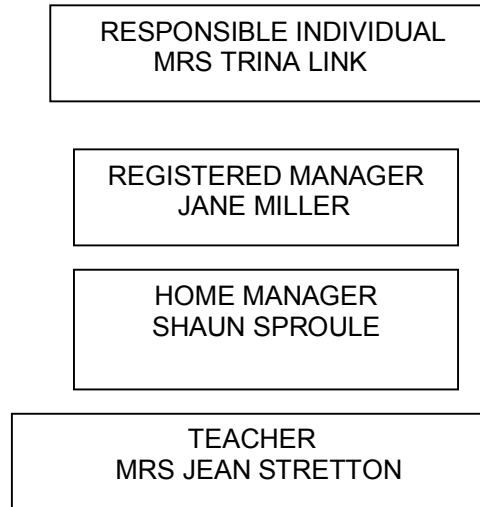 RESPONSIBLE INDIVIDUAL
MRS TRINA LINK
REGISTERED MANAGER
JANE MILLER
HOME MANAGER
SHAUN SPROULE
TEACHER
MRS JEAN STRETTON